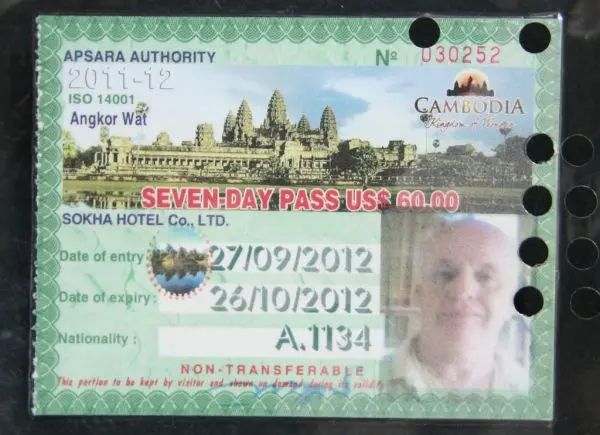 APSARA AUTHORITY
Nº 030252
2011-12
ISO 14001
Angkor Wat
CAMBODIA
Kingdom of Wonder
SEVEN-DAY PASS US$ 60.00
SOKHA HOTEL Co., LTD.
Date of entry 27/09/2012
Date of expiry : 26/10/2012
Nationality : A.1134
NON-TRANSFERABLE
This portion to be kept by visitor and shown on demand during its validity